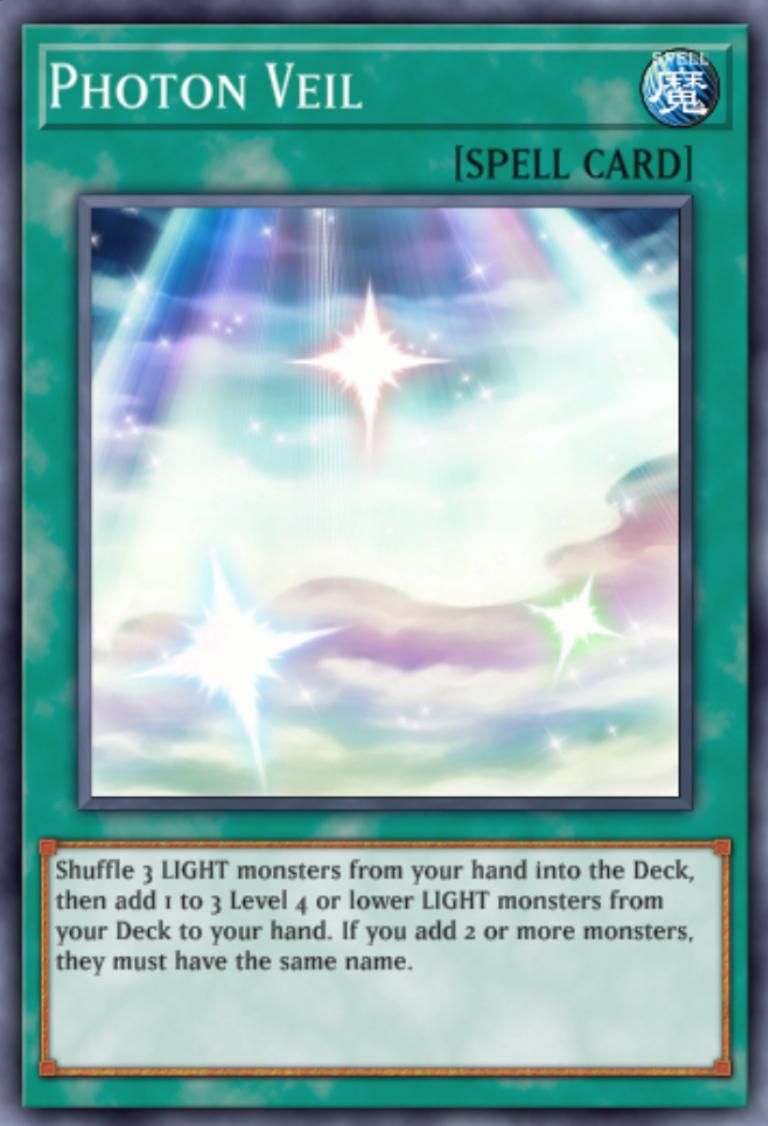 Photon Veil
SPELL
魔
[SPELL CARD]
Shuffle 3 LIGHT monsters from your hand into the Deck,
then add 1 to 3 Level 4 or lower LIGHT monsters from
your Deck to your hand. If you add 2 or more monsters,
they must have the same name.